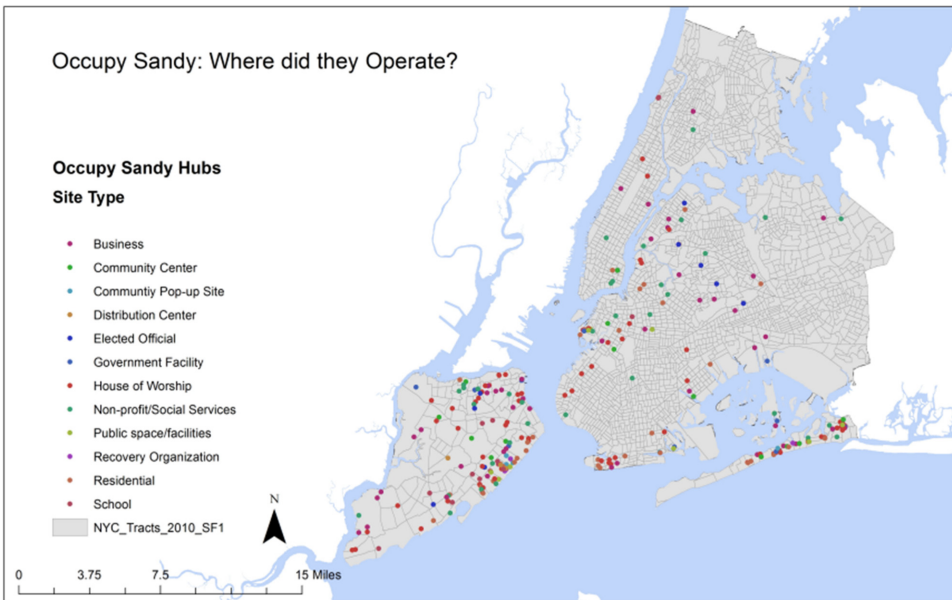 Occupy Sandy: Where did they Operate?
Occupy Sandy Hubs
Site Type
Business
Community Center
Communtiy Pop-up Site
Distribution Center
Elected Official
Government Facility
House of Worship
Non-profit/Social Services
Public space/facilities
Recovery Organization
Residential
School
NYC_Tracts_2010_SF1
N
0 3.75 7.5 15 Miles